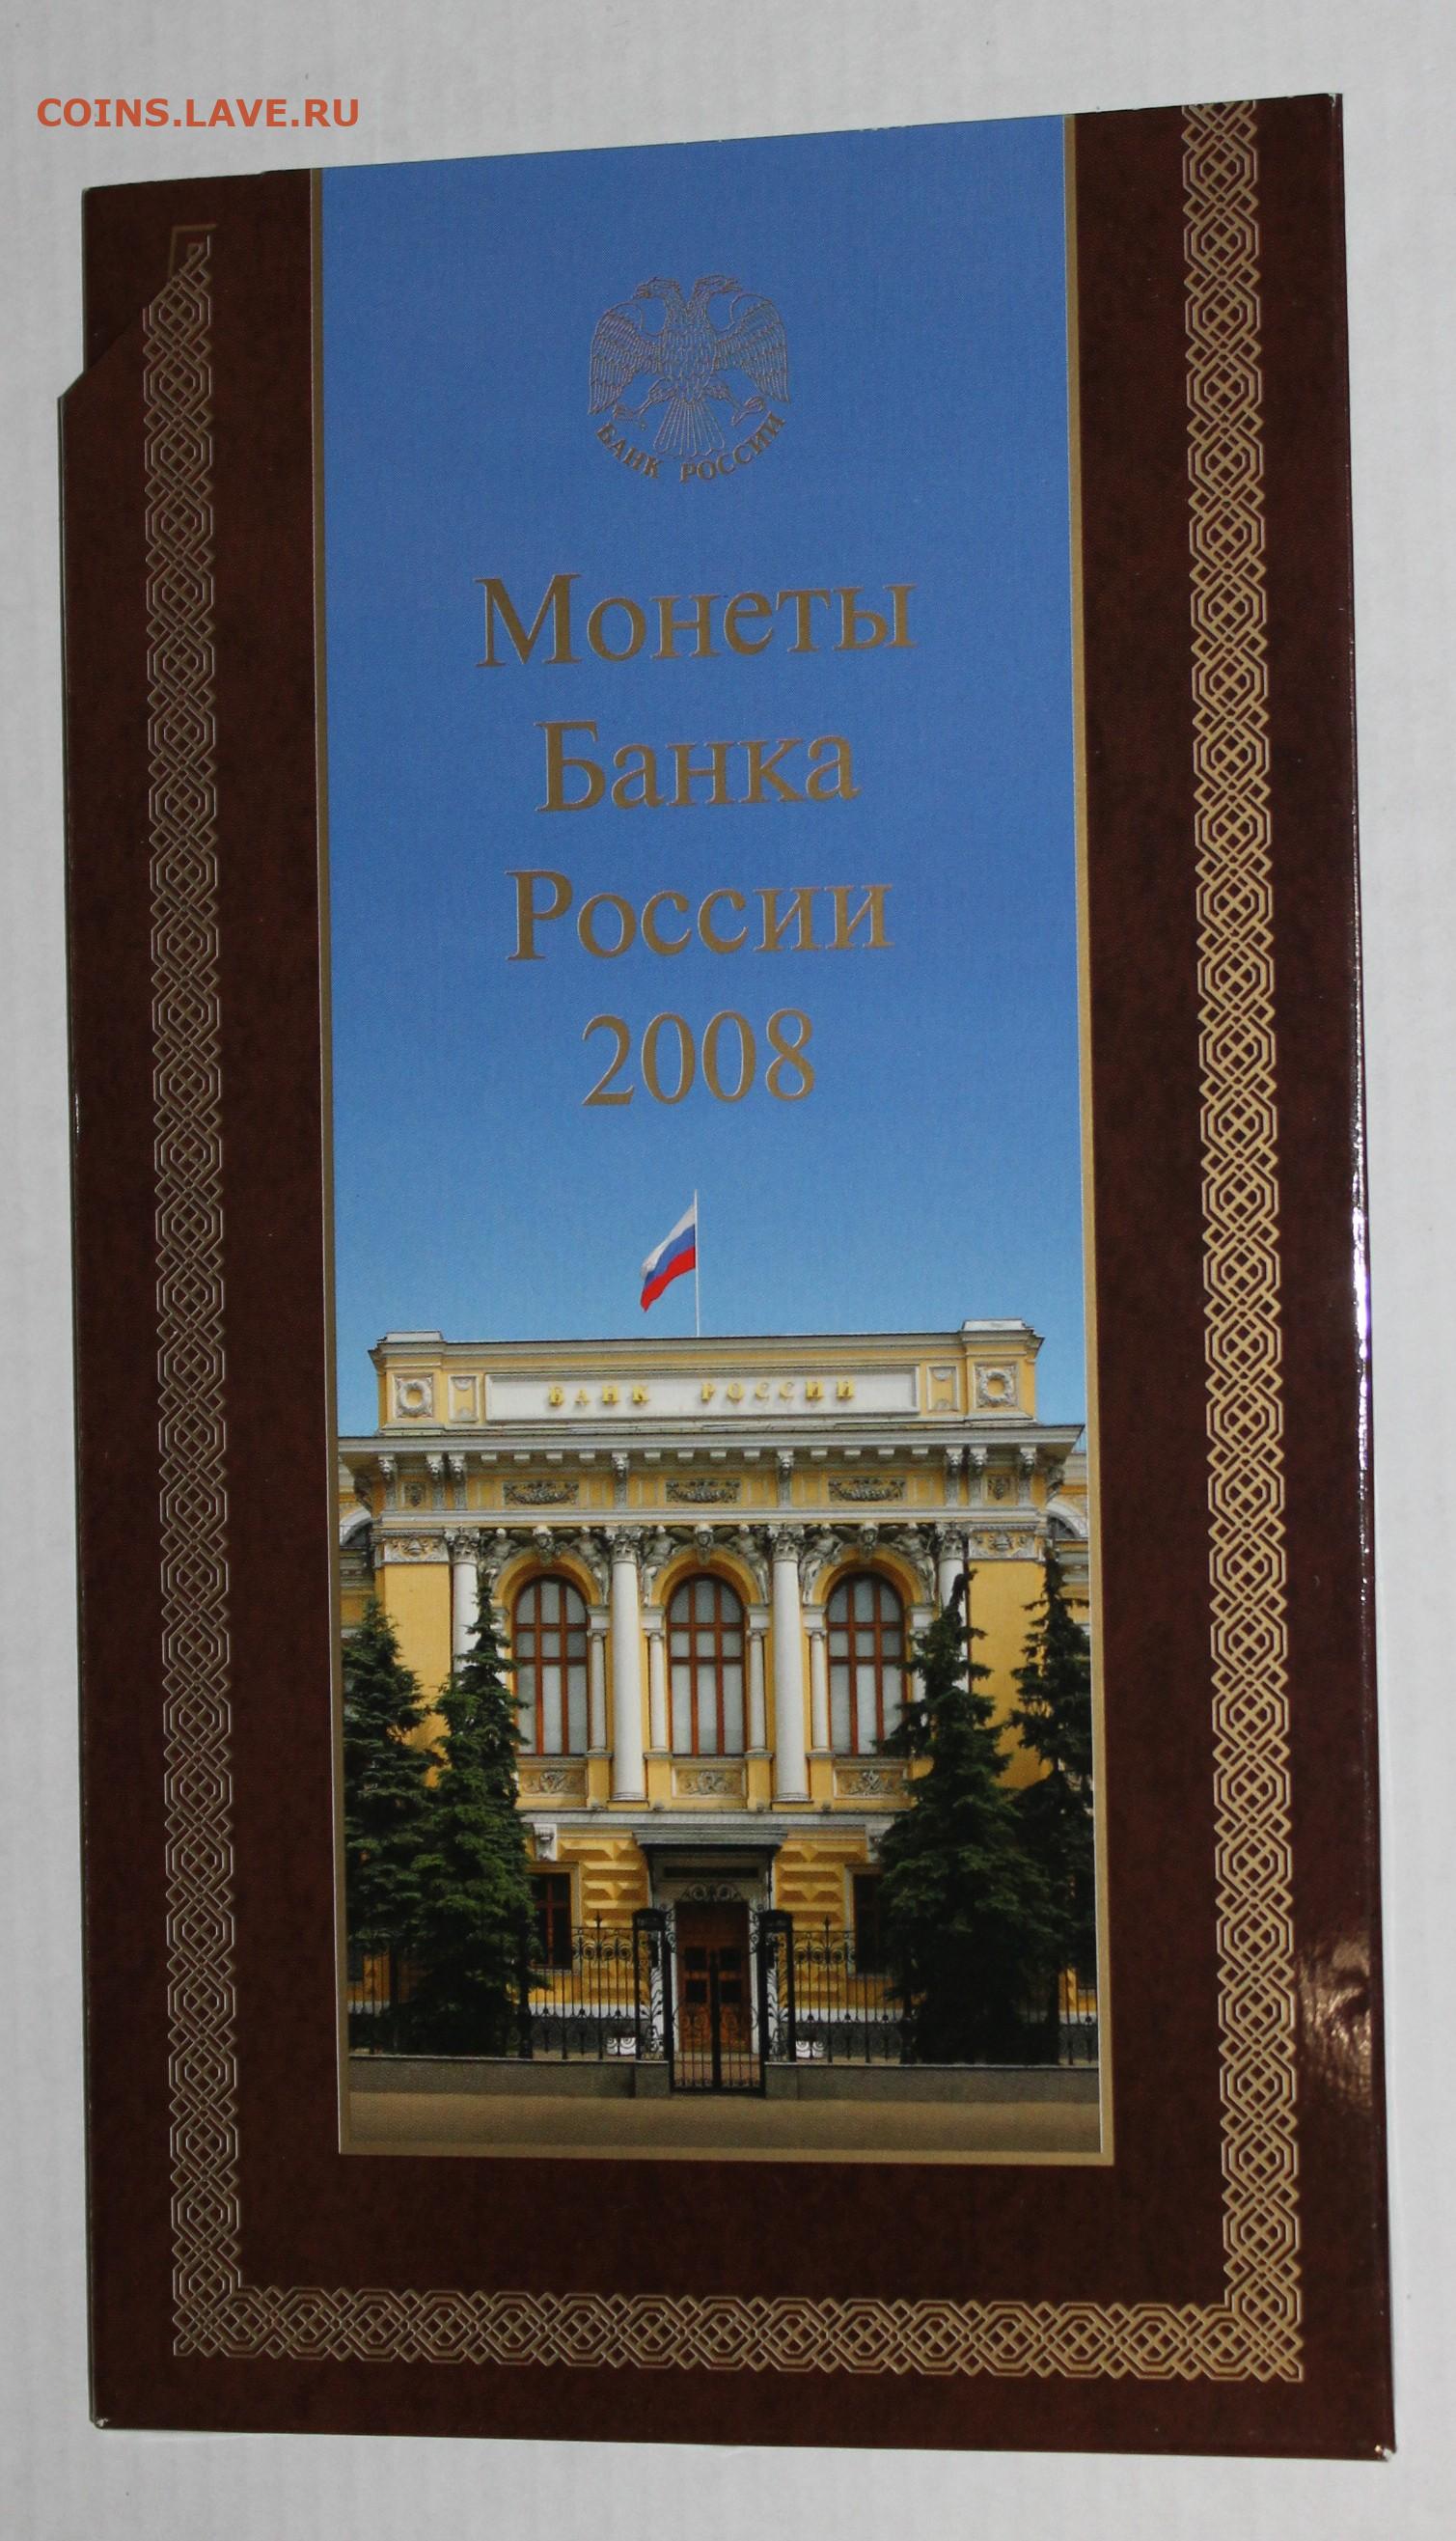 COINS.LAVE.RU
БАНК РОССИИ
Монеты
Банка
России
2008
БАНК РОССИИ